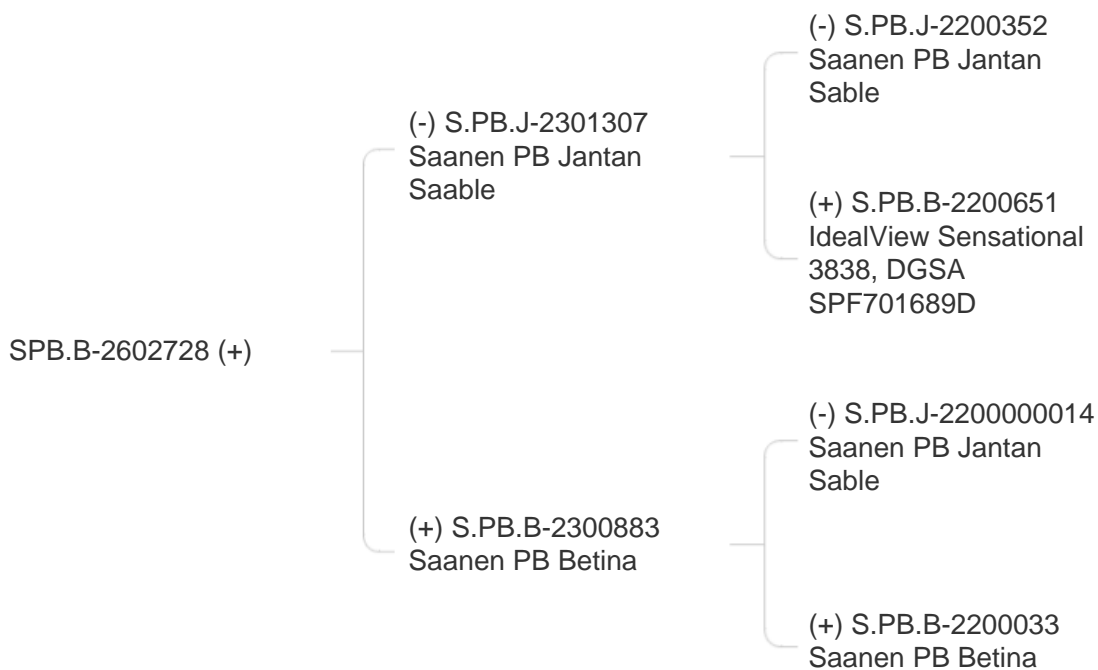 (-) S.PB.J-2200352
Saanen PB Jantan
Sable
(-) S.PB.J-2301307
Saanen PB Jantan
Saable
(+) S.PB.B-2200651
IdealView Sensational
3838, DGSA
SPF701689D
SPB.B-2602728 (+)
(-) S.PB.J-2200000014
Saanen PB Jantan
Sable
(+) S.PB.B-2300883
Saanen PB Betina
(+) S.PB.B-2200033
Saanen PB Betina